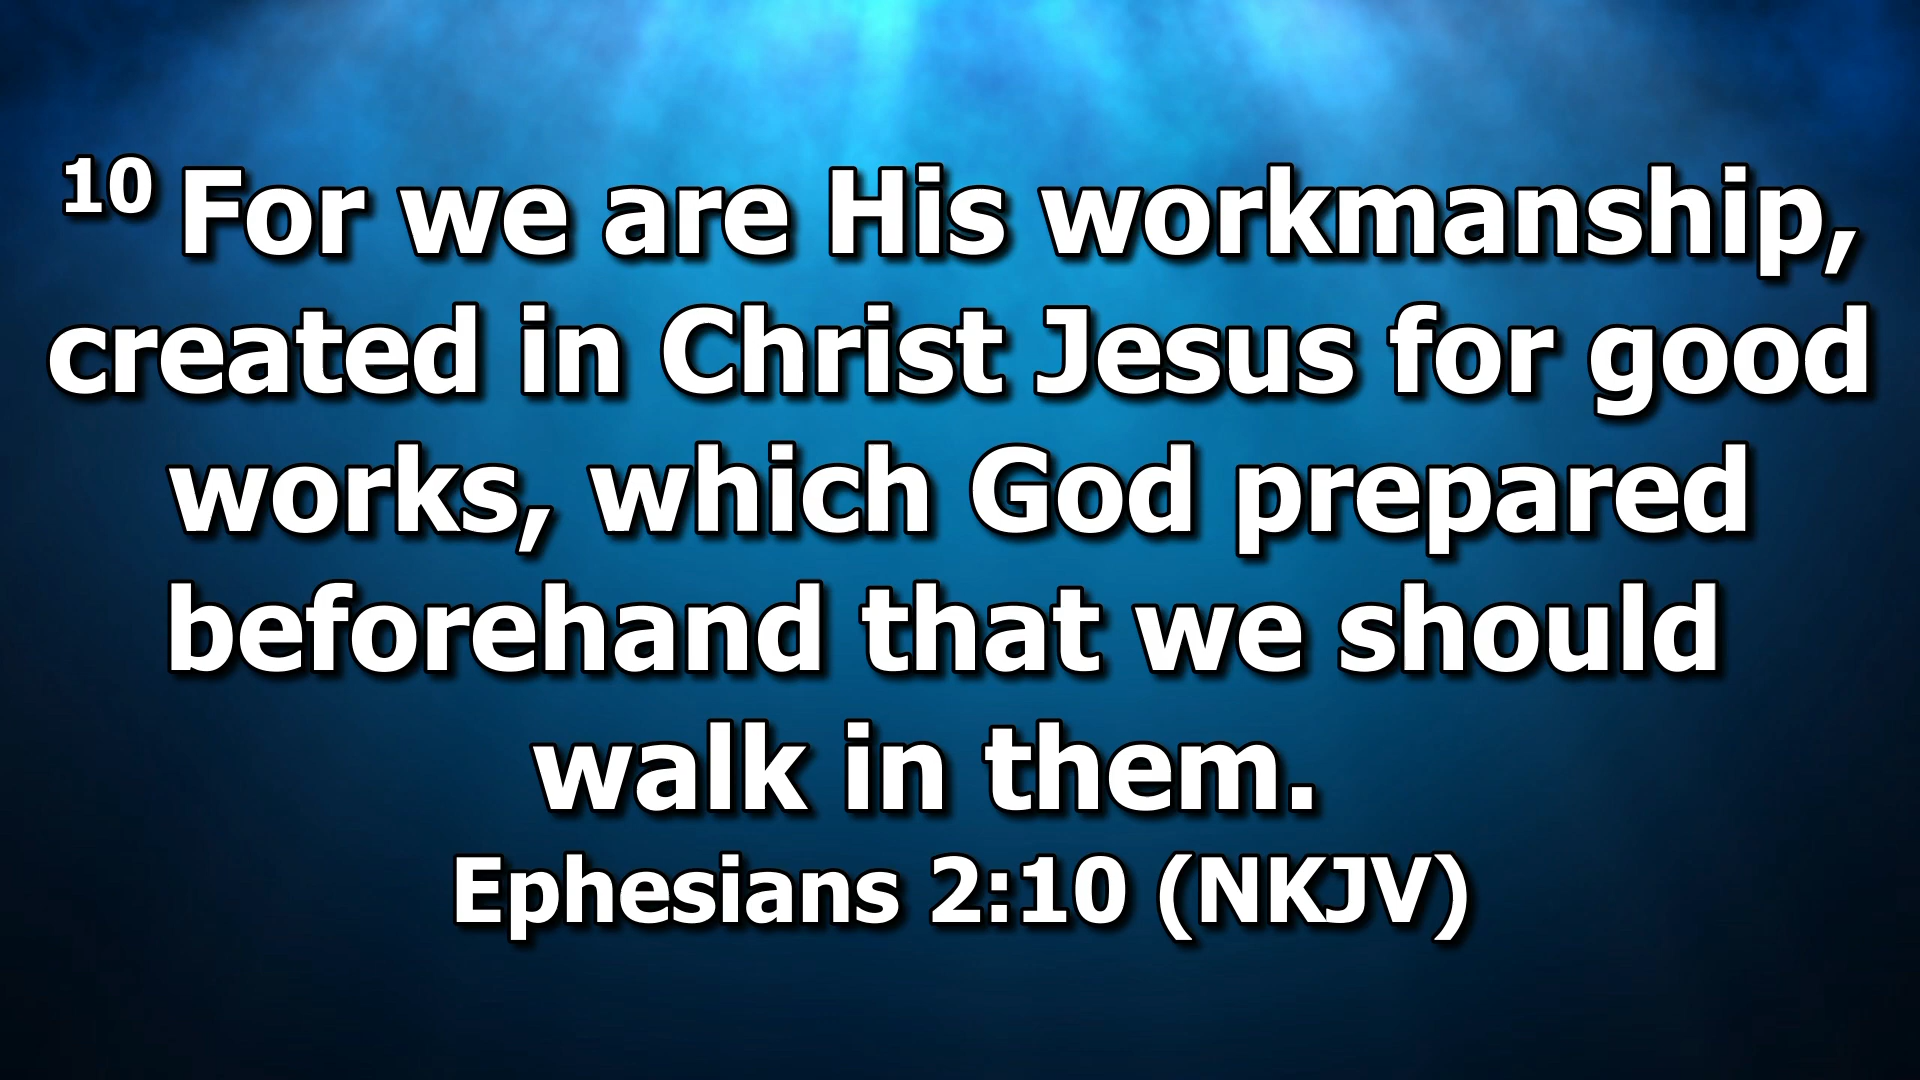 10 For we are His workmanship,
created in Christ Jesus for good
works, which God prepared
beforehand that we should
walk in them.
Ephesians 2:10 (NKJV)